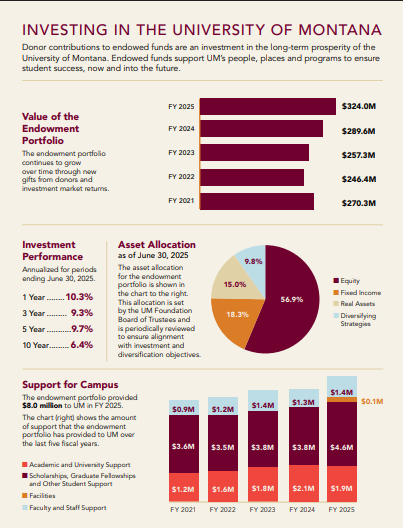 INVESTING IN THE UNIVERSITY OF MONTANA
Donor contributions to endowed funds are an investment in the long-term prosperity of the
University of Montana. Endowed funds support UM's people, places and programs to ensure
student success, now and into the future.
Value of the
Endowment
Portfolio
The endowment portfolio
continues to grow
over time through new
gifts from donors and
investment market returns.
FY 2025 $324.0M
FY 2024 $289.6M
FY 2023 $257.3M
FY 2022 $246.4M
FY 2021 $270.3M
Investment
Performance
Annualized for periods
ending June 30, 2025.
1 Year ....... 10.3%
3 Year ....... 9.3%
5 Year ....... 9.7%
10 Year....... 6.4%
Asset Allocation
as of June 30, 2025
The asset allocation
for the endowment
portfolio is shown in
the chart to the right.
This allocation is set
by the UM Foundation
Board of Trustees and
is periodically reviewed
to ensure alignment
with investment and
diversification objectives.
9.8%
15.0%
18.3%
56.9%
Equity
Fixed Income
Real Assets
Diversifying
Strategies
Support for Campus
The endowment portfolio provided
$8.0 million to UM in FY 2025.
The chart (right) shows the amount
of support that the endowment
portfolio has provided to UM over
the last five fiscal years.
Academic and University Support
Scholarships, Graduate Fellowships
and Other Student Support
Facilities
Faculty and Staff Support
$0.9M $1.2M $1.4M $1.3M $1.4M
$0.1M
$3.6M $3.5M $3.8M $3.8M $4.6M
$1.2M $1.6M $1.8M $2.1M $1.9M
FY 2021 FY 2022 FY 2023 FY 2024 FY 2025